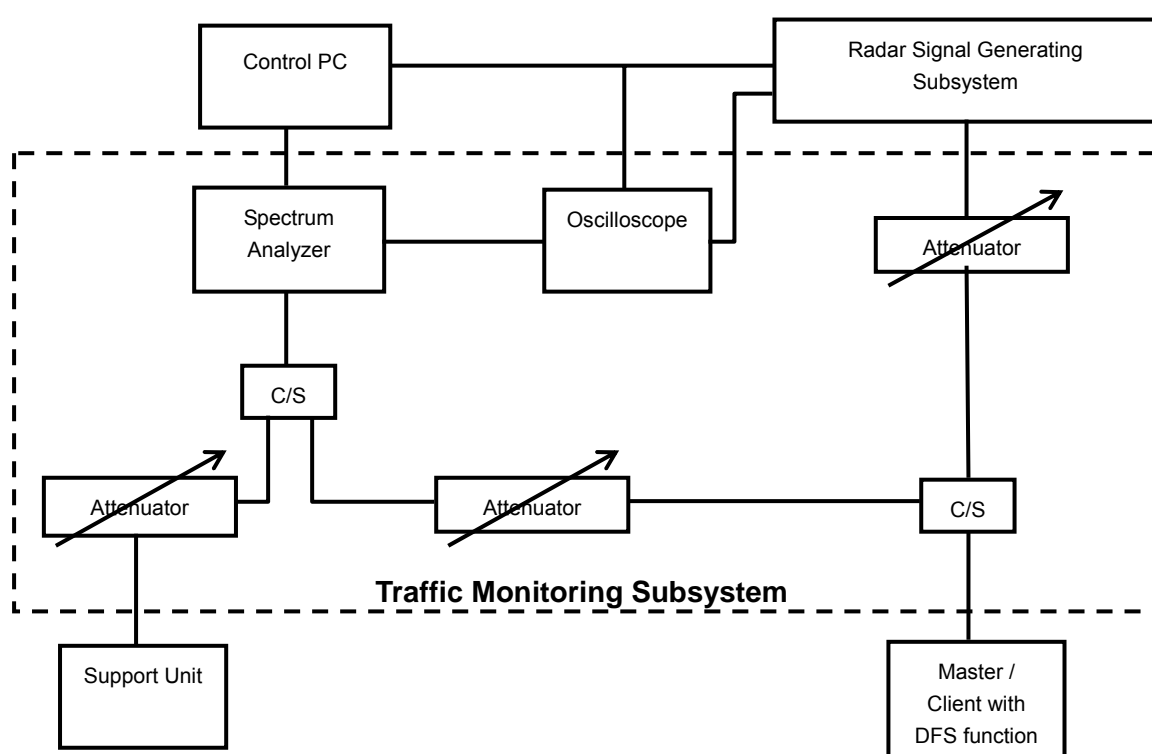 Control PC
Radar Signal Generating
Subsystem
Spectrum
Analyzer
Oscilloscope
Attenuator
C/S
Attenuator
Attenuator
C/S
Traffic Monitoring Subsystem
Support Unit
Master /
Client with
DFS function